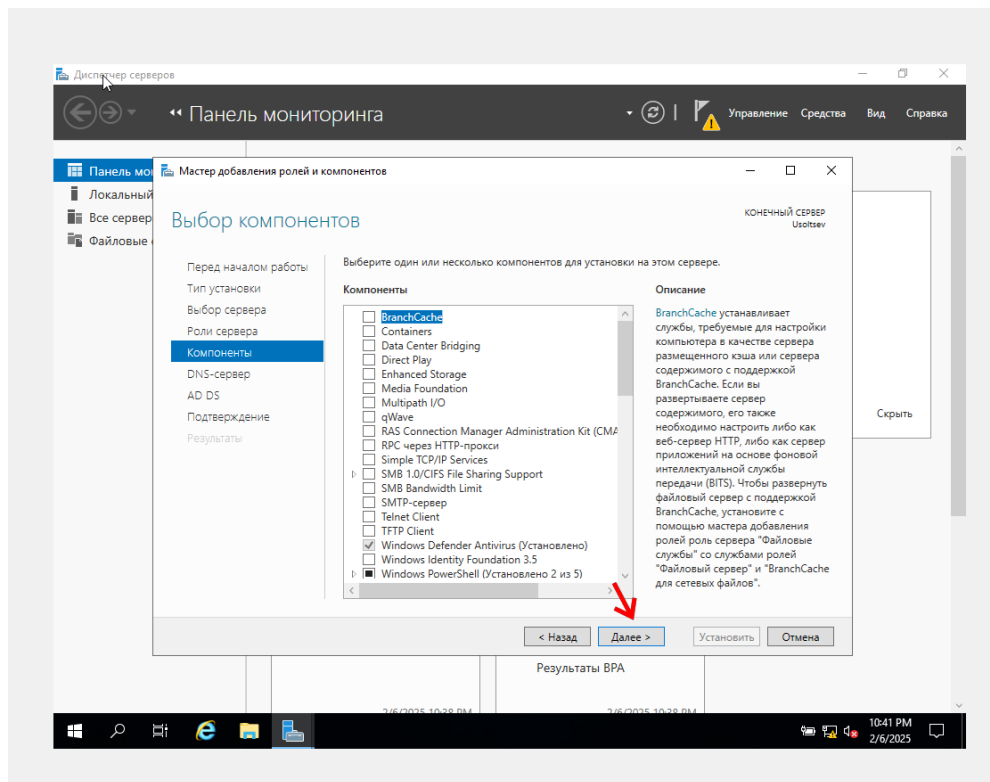 Диспетчер серверов
Панель мониторинга
Управление Средства Вид Справка
Мастер добавления ролей и компонентов
Панель мо
Локальный
Все сервер
Файловые
Выбор компонентов
КОНЕЧНЫЙ СЕРВЕР
Usoltsev
Перед началом работы
Тип установки
Выбор сервера
Роли сервера
Компоненты
DNS-сервер
AD DS
Подтверждение
Результаты
Выберите один или несколько компонентов для установки на этом сервере.
Компоненты
BranchCache
Containers
Data Center Bridging
Direct Play
Enhanced Storage
Media Foundation
Multipath I/O
qWave
RAS Connection Manager Administration Kit (CMA
RPC через HTTP-прокси
Simple TCP/IP Services
SMB 1.0/CIFS File Sharing Support
SMB Bandwidth Limit
SMTP-сервер
Telnet Client
TFTP Client
Windows Defender Antivirus (Установлено)
Windows Identity Foundation 3.5
Windows PowerShell (Установлено 2 из 5)
Описание
BranchCache устанавливает
службы, требуемые для настройки
компьютера в качестве сервера
размещенного кэша или сервера
содержимого с поддержкой
BranchCache. Если вы
развертываете сервер
содержимого, его также
необходимо настроить либо как
веб-сервер HTTP, либо как сервер
приложений на основе фоновой
интеллектуальной службы
передачи (BITS). Чтобы развернуть
файловый сервер с поддержкой
BranchCache, установите с
помощью мастера добавления
ролей роль сервера "Файловые
службы" со службами ролей
"Файловый сервер" и "BranchCache
для сетевых файлов".
Скрыть
< Назад Далее > Установить Отмена
Результаты BPA
2/6/2025 10:38 PM 2/6/2025 10:38 PM
10:41 PM
2/6/2025